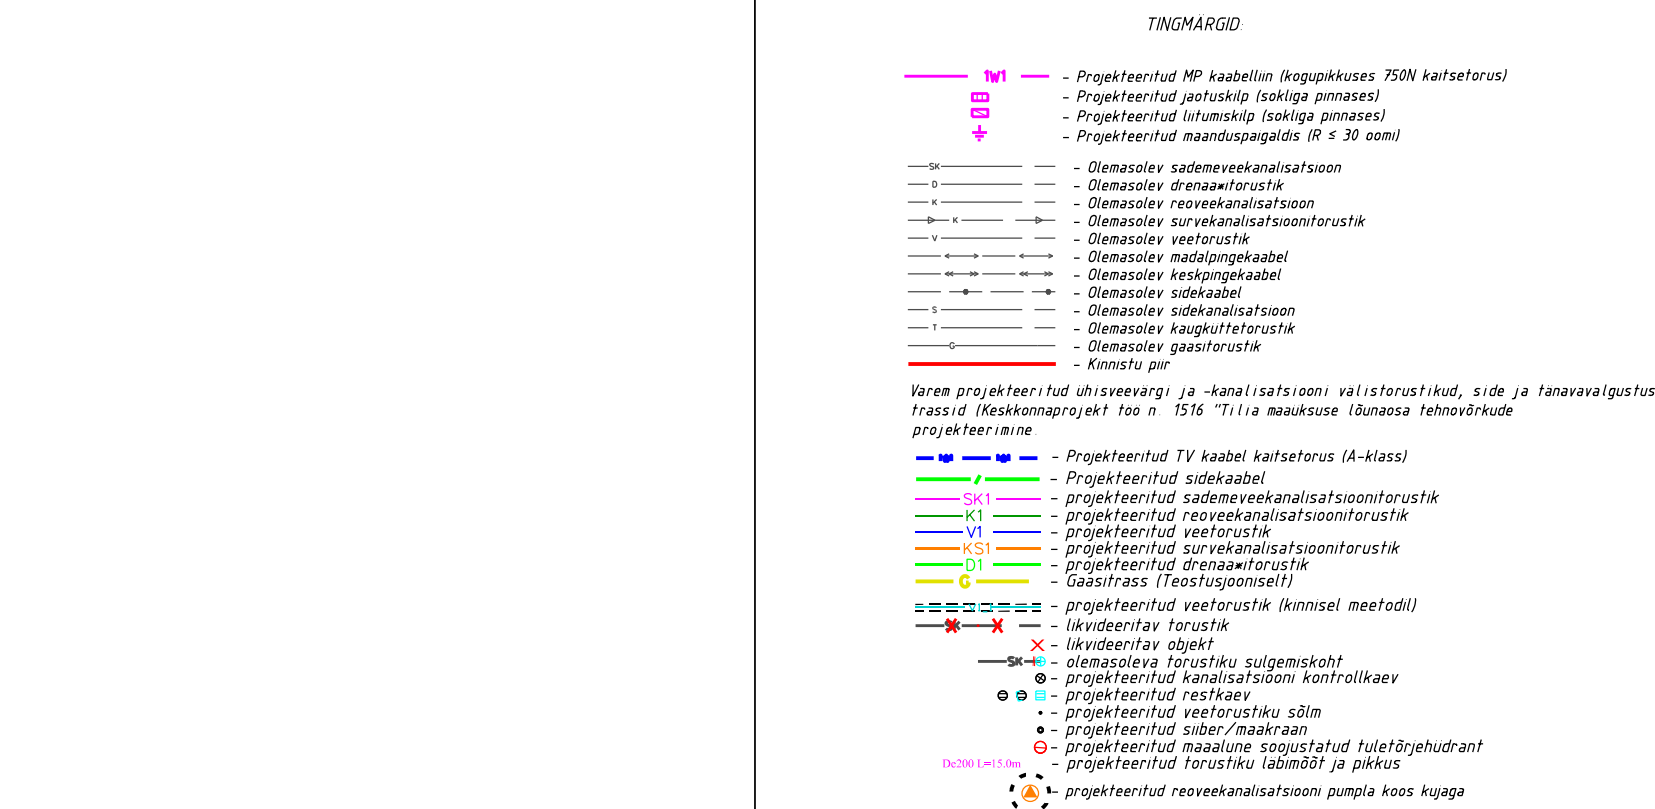 TINGMÄRGID:
1W1 - Projekteeritud MP kaabelliin (kogupikkuses 750N kaitsetorus)
- Projekteeritud jaotuskilp (sokliga pinnases)
- Projekteeritud liitumiskilp (sokliga pinnases)
- Projekteeritud maanduspaigaldis (R ≤ 30 oomi)
SK - Olemasolev sademeveekanalisatsioon
D - Olemasolev drenaa*itorustik
K - Olemasolev reoveekanalisatsioon
K - Olemasolev survekanalisatsioonitorustik
V - Olemasolev veetorustik
- Olemasolev madalpingekaabel
- Olemasolev keskpingekaabel
- Olemasolev sidekaabel
S - Olemasolev sidekanalisatsioon
T - Olemasolev kaugküttetorustik
G - Olemasolev gaasitorustik
- Kinnistu piir
Varem projekteeritud ühisveevärgi ja -kanalisatsiooni välistorustikud, side ja tänavavalgustus
trassid (Keskkonnaprojekt töö n. 1516 "Tilia maaüksuse lõunaosa tehnovõrkude
projekteerimine.
- Projekteeritud TV kaabel kaitsetorus (A-klass)
- Projekteeritud sidekaabel
SK1 - projekteeritud sademeveekanalisatsioonitorustik
K1 - projekteeritud reoveekanalisatsioonitorustik
V1 - projekteeritud veetorustik
KS1 - projekteeritud survekanalisatsioonitorustik
D1 - projekteeritud drenaa*itorustik
G - Gaasitrass (Teostusjooniselt)
- projekteeritud veetorustik (kinnisel meetodil)
SK - likvideeritav torustik
- likvideeritav objekt
SK - olemasoleva torustiku sulgemiskoht
- projekteeritud kanalisatsiooni kontrollkaev
- projekteeritud restkaev
- projekteeritud veetorustiku sõlm
- projekteeritud siiber/maakraan
- projekteeritud maaalune soojustatud tuletõrjehüdrant
De200 L=15.0m - projekteeritud torustiku läbimõõt ja pikkus
- projekteeritud reoveekanalisatsiooni pumpla koos kujaga